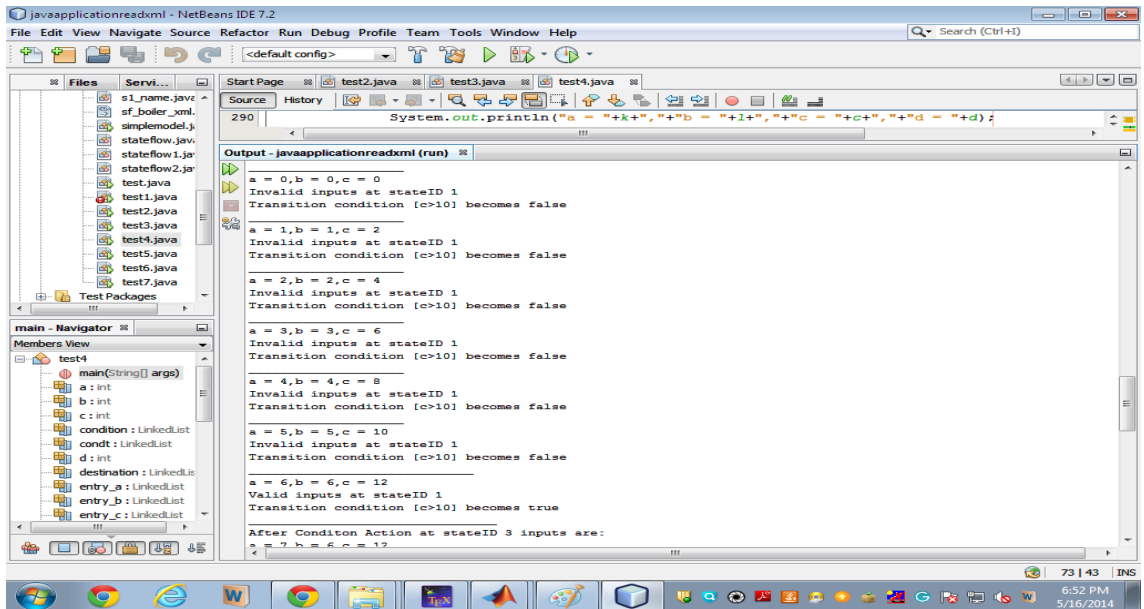 javaapplicationreadxml - NetBeans IDE 7.2
File Edit View Navigate Source Refactor Run Debug Profile Team Tools Window Help
Search (Ctrl+I)
<default config>
Files Servi...
s1_name.java
sf_boiler_xml.
simplemodel.ja
stateflow.java
stateflow1.jav
stateflow2.jav
test.java
test1.java
test2.java
test3.java
test4.java
test5.java
test6.java
test7.java
Test Packages
main - Navigator
Members View
test4
main(String[] args)
a : int
b : int
c : int
condition : LinkedList
condt : LinkedList
d : int
destination : LinkedLis
entry_a : LinkedList
entry_b : LinkedList
entry_c : LinkedList
Start Page test2.java test3.java test4.java
Source History
290 System.out.println("a = "+k+","+"b = "+l+","+"c = "+c+","+"d = "+d);
Output - javaapplicationreadxml (run)
a = 0,b = 0,c = 0
Invalid inputs at stateID 1
Transition condition [c>10] becomes false
a = 1,b = 1,c = 2
Invalid inputs at stateID 1
Transition condition [c>10] becomes false
a = 2,b = 2,c = 4
Invalid inputs at stateID 1
Transition condition [c>10] becomes false
a = 3,b = 3,c = 6
Invalid inputs at stateID 1
Transition condition [c>10] becomes false
a = 4,b = 4,c = 8
Invalid inputs at stateID 1
Transition condition [c>10] becomes false
a = 5,b = 5,c = 10
Invalid inputs at stateID 1
Transition condition [c>10] becomes false
a = 6,b = 6,c = 12
Valid inputs at stateID 1
Transition condition [c>10] becomes true
After Conditon Action at stateID 3 inputs are:
a = 7,b = 6,c = 12
73 | 43 INS
6:52 PM
5/16/2014